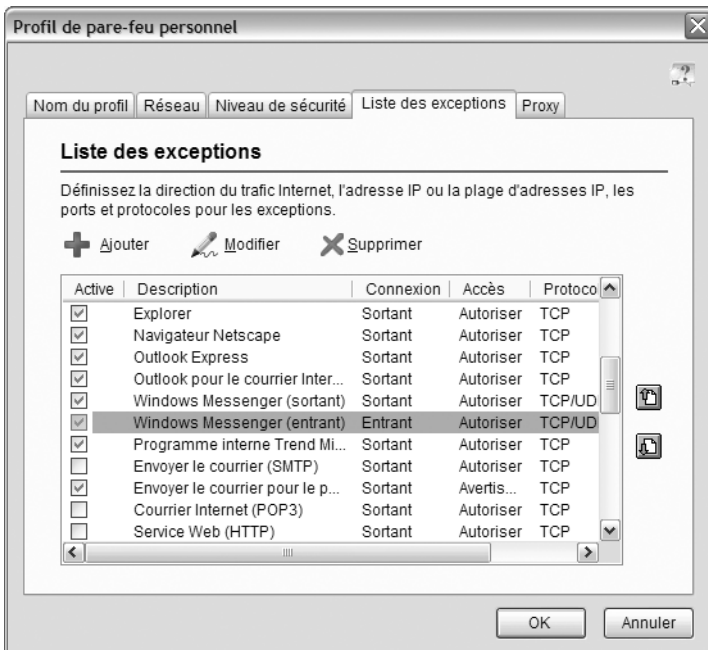 Profil de pare-feu personnel
Nom du profil Réseau Niveau de sécurité Liste des exceptions Proxy
Liste des exceptions
Définissez la direction du trafic Internet, l'adresse IP ou la plage d'adresses IP, les
ports et protocoles pour les exceptions.
Ajouter Modifier Supprimer
Active Description Connexion Accès Protoco
Explorer Sortant Autoriser TCP
Navigateur Netscape Sortant Autoriser TCP
Outlook Express Sortant Autoriser TCP
Outlook pour le courrier Inter... Sortant Autoriser TCP
Windows Messenger (sortant) Sortant Autoriser TCP/UD
Windows Messenger (entrant) Entrant Autoriser TCP/UD
Programme interne Trend Mi... Sortant Autoriser TCP
Envoyer le courrier (SMTP) Sortant Autoriser TCP
Envoyer le courrier pour le p... Sortant Avertis... TCP
Courrier Internet (POP3) Sortant Autoriser TCP
Service Web (HTTP) Sortant Autoriser TCP
OK Annuler